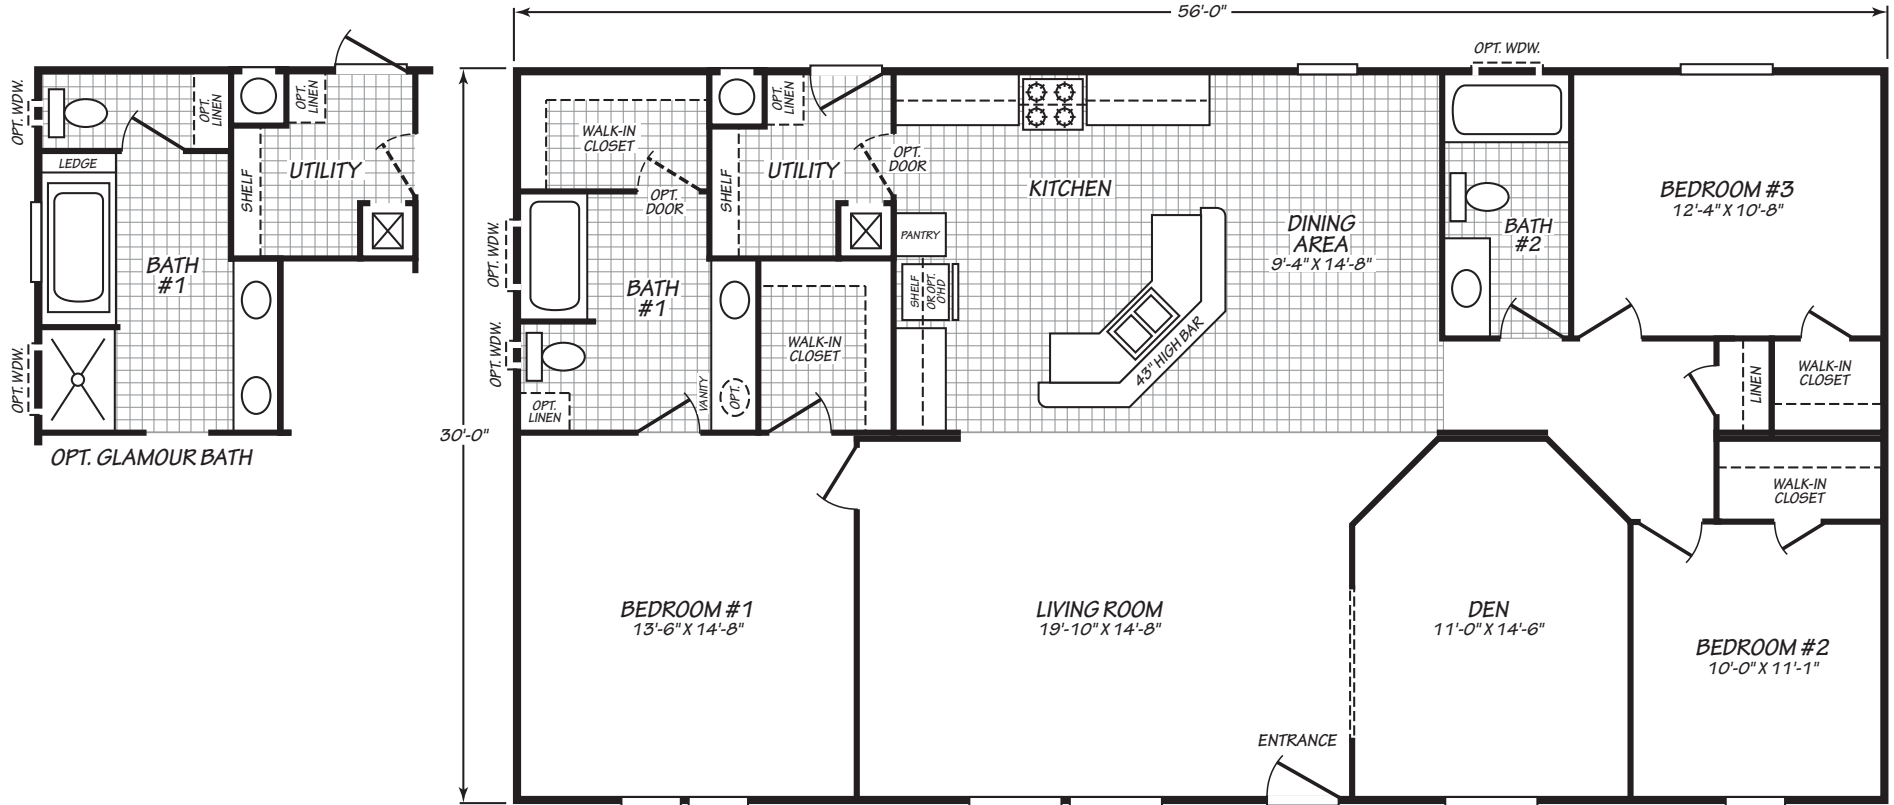 56'-0"
OPT. WDW.
OPT. WDW.
OPT.
LINEN
OPT.
LINEN
LEDGE
UTILITY
SHELF
BATH
#1
OPT. WDW.
OPT. GLAMOUR BATH
30'-0"
WALK-IN
CLOSET
OPT.
DOOR
OPT.
LINEN
UTILITY
SHELF
OPT.
DOOR
OPT. WDW.
BATH
#1
OPT. WDW.
OPT.
LINEN
VANITY
OPT.
WALK-IN
CLOSET
KITCHEN
PANTRY
SHELF
OR OPT.
O'HD
43" HIGH BAR
DINING
AREA
9'-4" X 14'-8"
BATH
#2
BEDROOM #3
12'-4" X 10'-8"
LINEN
WALK-IN
CLOSET
WALK-IN
CLOSET
BEDROOM #1
13'-6" X 14'-8"
LIVING ROOM
19'-10" X 14'-8"
DEN
11'-0" X 14'-6"
BEDROOM #2
10'-0" X 11'-1"
ENTRANCE